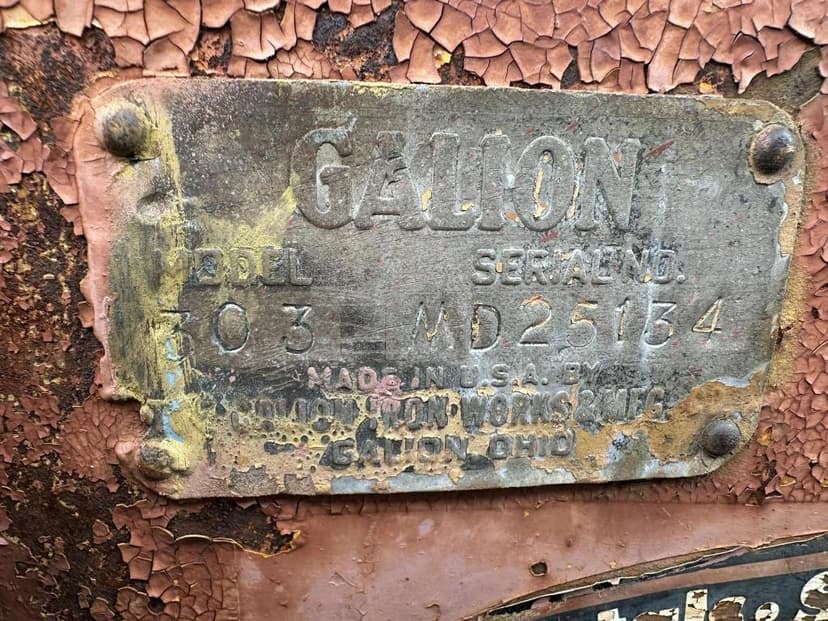 GALION
MODEL SERIAL NO.
303 MD25134
MADE IN U.S.A. BY
GALION IRON WORKS & MFG
GALION, OHIO